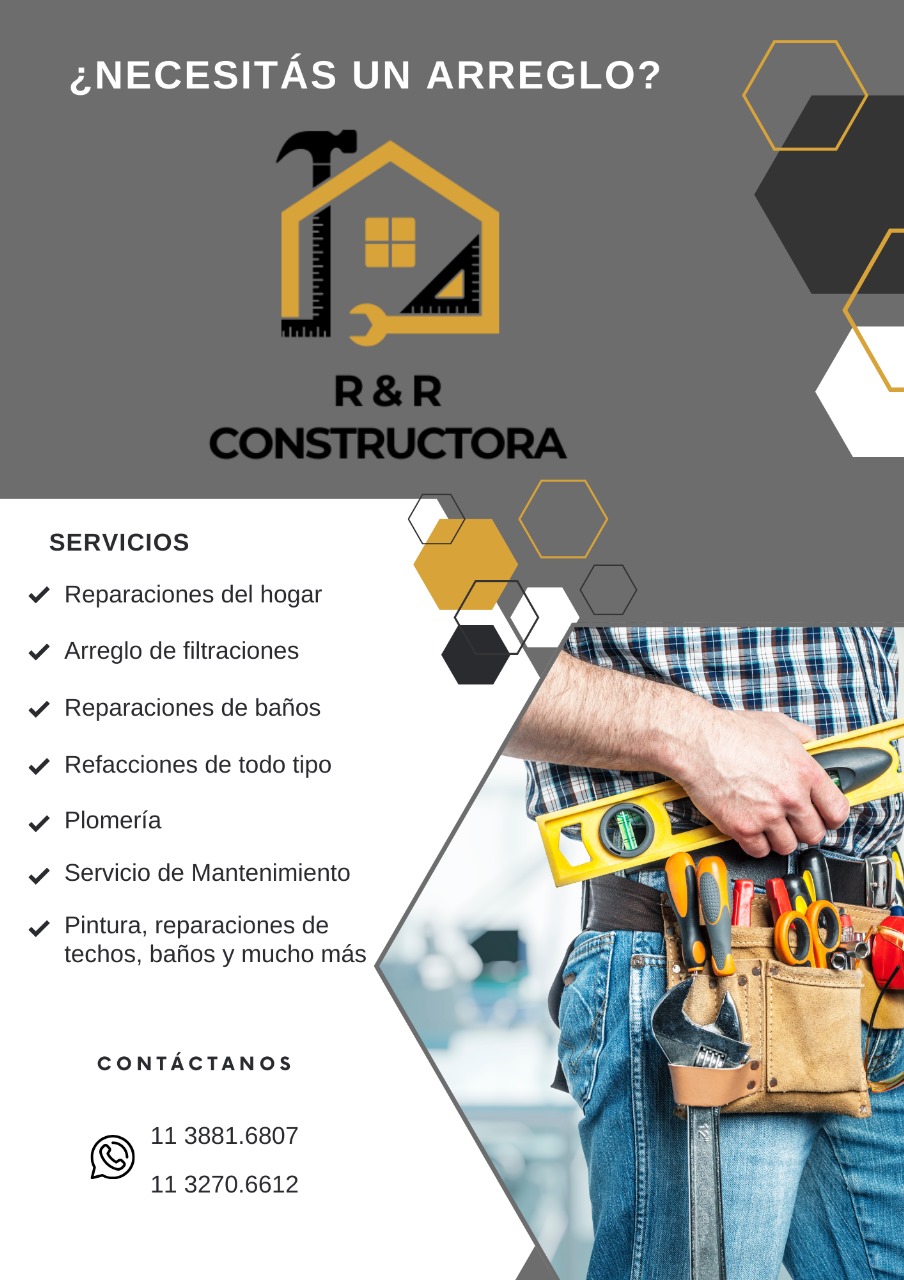 ¿NECESITÁS UN ARREGLO?
R & R
CONSTRUCTORA
SERVICIOS
Reparaciones del hogar
Arreglo de filtraciones
Reparaciones de baños
Refacciones de todo tipo
Plomería
Servicio de Mantenimiento
Pintura, reparaciones de
techos, baños y mucho más
CONTÁCTANOS
11 3881.6807
11 3270.6612